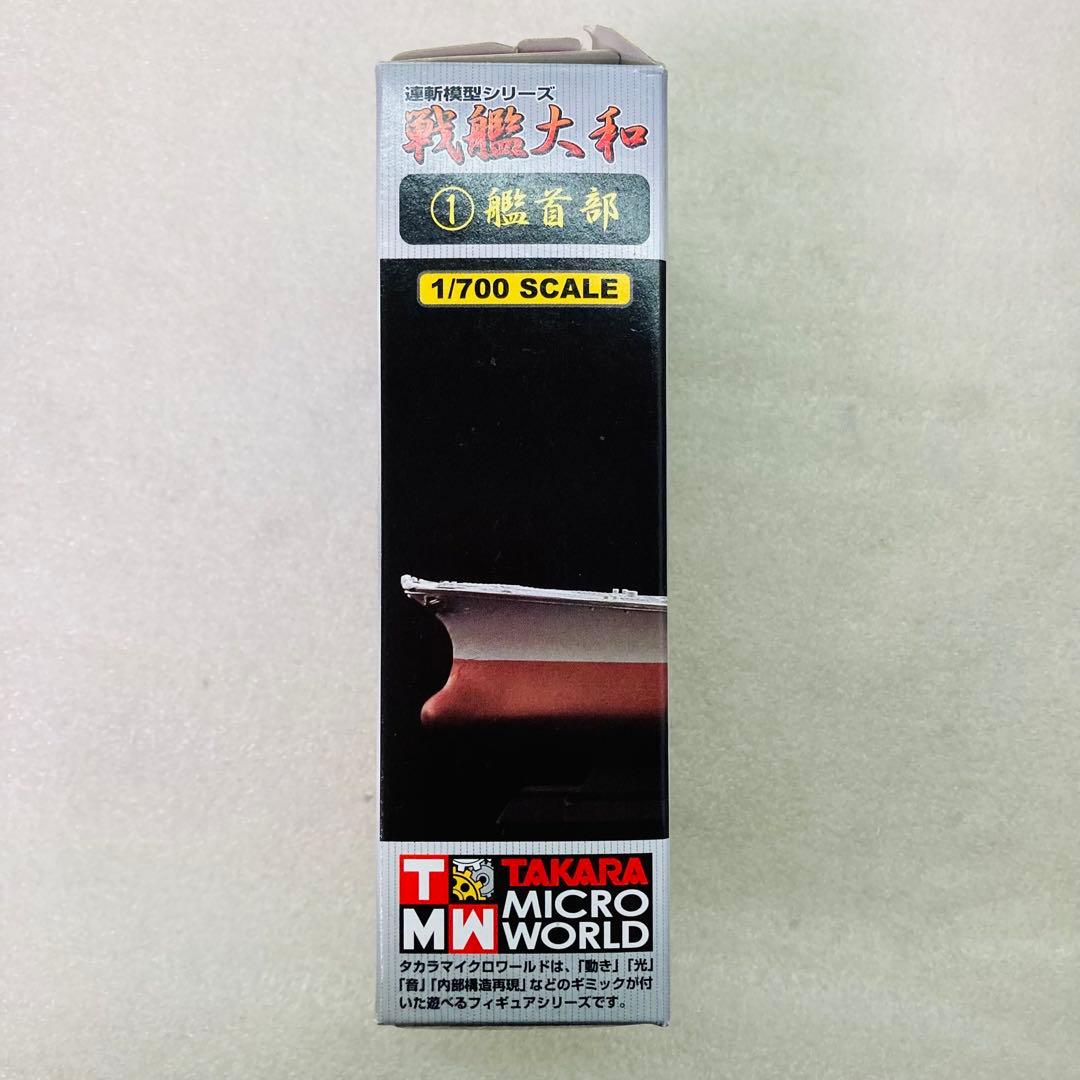 連斬模型シリーズ
戦艦大和
① 艦首部
1/700 SCALE
T
MW
TAKARA
MICRO
WORLD
タカラマイクロワールドは、「動き」「光」
「音」「内部構造再現」などのギミックが付
いた遊べるフィギュアシリーズです。